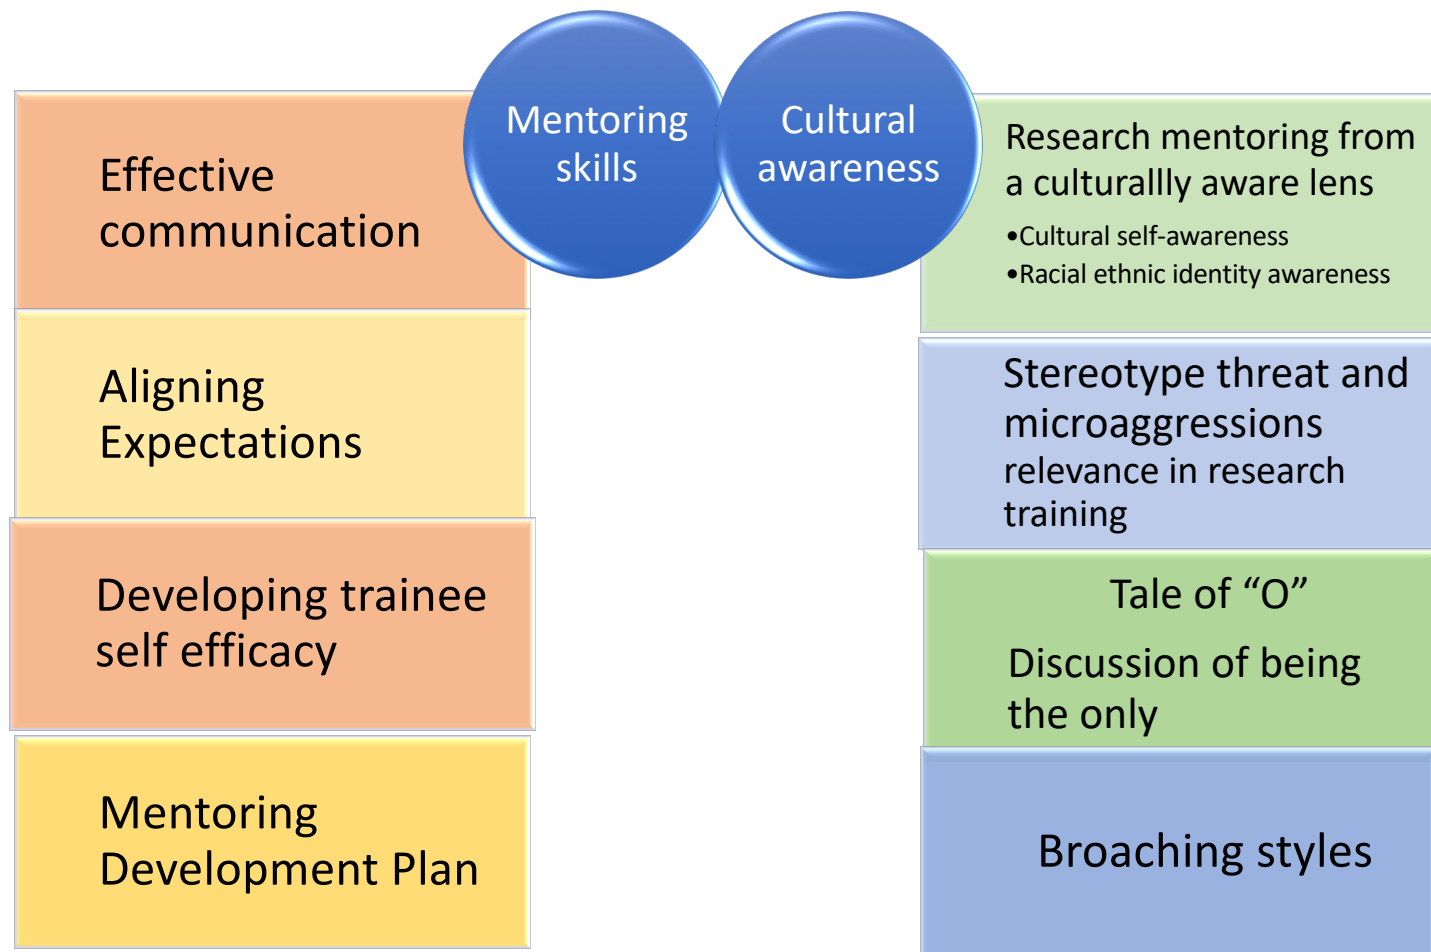 Mentoring
skills
Cultural
awareness
Effective
communication
Aligning
Expectations
Developing trainee
self efficacy
Mentoring
Development Plan
Research mentoring from
a culturallly aware lens
•Cultural self-awareness
•Racial ethnic identity awareness
Stereotype threat and
microaggressions
relevance in research
training
Tale of “O”
Discussion of being
the only
Broaching styles